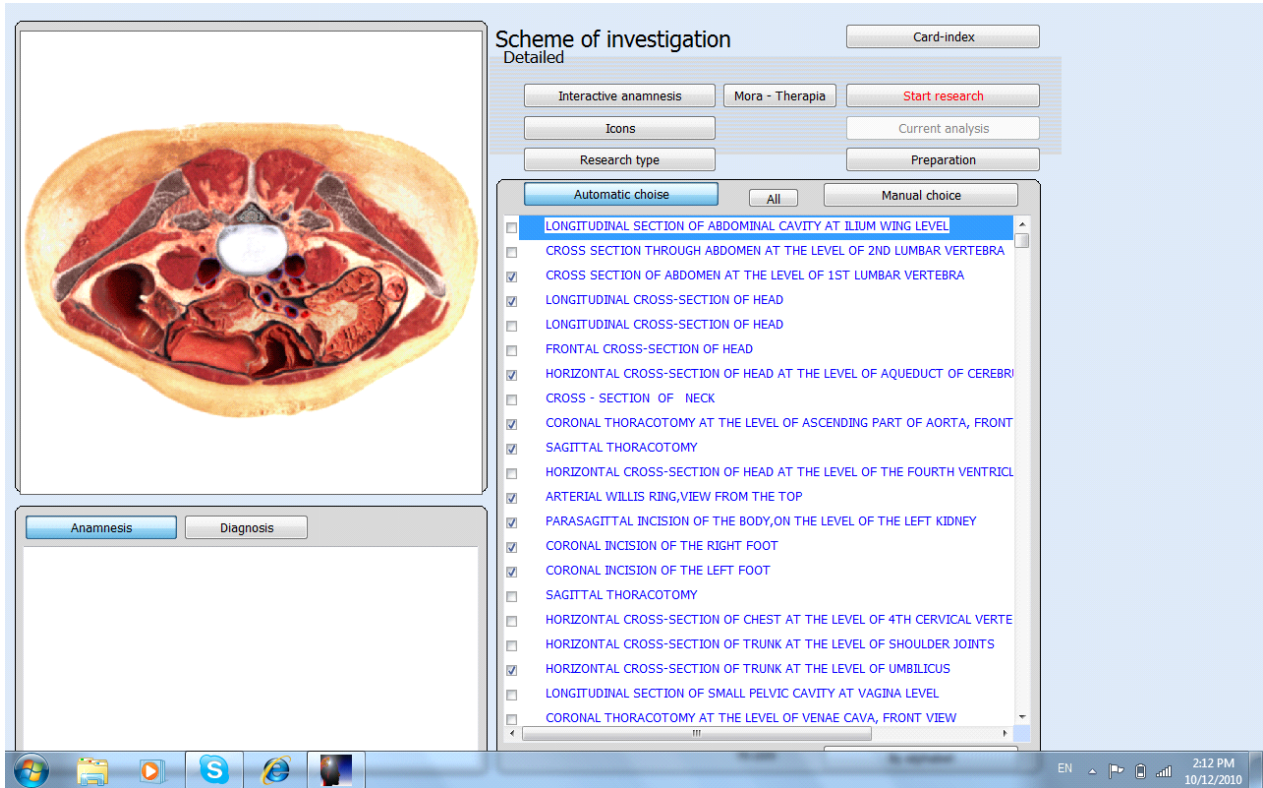 Scheme of investigation
Card-index
Detailed
Interactive anamnesis
Mora - Therapia
Start research
Icons
Current analysis
Research type
Preparation
Automatic choise
All
Manual choice
LONGITUDINAL SECTION OF ABDOMINAL CAVITY AT ILIUM WING LEVEL
CROSS SECTION THROUGH ABDOMEN AT THE LEVEL OF 2ND LUMBAR VERTEBRA
CROSS SECTION OF ABDOMEN AT THE LEVEL OF 1ST LUMBAR VERTEBRA
LONGITUDINAL CROSS-SECTION OF HEAD
LONGITUDINAL CROSS-SECTION OF HEAD
FRONTAL CROSS-SECTION OF HEAD
HORIZONTAL CROSS-SECTION OF HEAD AT THE LEVEL OF AQUEDUCT OF CEREBR
CROSS - SECTION OF NECK
CORONAL THORACOTOMY AT THE LEVEL OF ASCENDING PART OF AORTA, FRONT
SAGITTAL THORACOTOMY
HORIZONTAL CROSS-SECTION OF HEAD AT THE LEVEL OF THE FOURTH VENTRICL
ARTERIAL WILLIS RING,VIEW FROM THE TOP
PARASAGITTAL INCISION OF THE BODY,ON THE LEVEL OF THE LEFT KIDNEY
CORONAL INCISION OF THE RIGHT FOOT
CORONAL INCISION OF THE LEFT FOOT
SAGITTAL THORACOTOMY
HORIZONTAL CROSS-SECTION OF CHEST AT THE LEVEL OF 4TH CERVICAL VERTE
HORIZONTAL CROSS-SECTION OF TRUNK AT THE LEVEL OF SHOULDER JOINTS
HORIZONTAL CROSS-SECTION OF TRUNK AT THE LEVEL OF UMBILICUS
LONGITUDINAL SECTION OF SMALL PELVIC CAVITY AT VAGINA LEVEL
CORONAL THORACOTOMY AT THE LEVEL OF VENAE CAVA, FRONT VIEW
Anamnesis
Diagnosis
EN
2:12 PM
10/12/2010